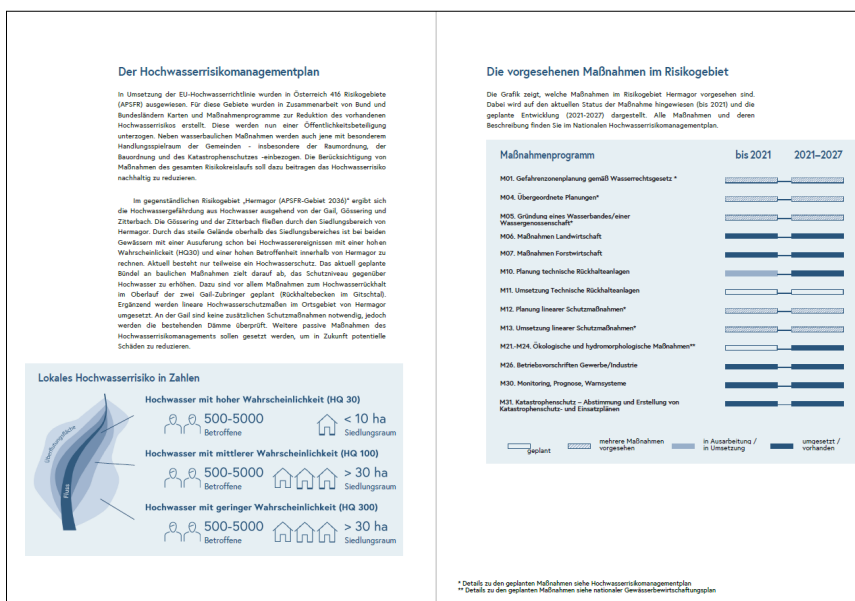 Der Hochwasserrisikomanagementplan
In Umsetzung der EU-Hochwasserrichtlinie wurden in Österreich 416 Risikogebiete
(APSFR) ausgewiesen. Für diese Gebiete wurden in Zusammenarbeit von Bund und
Bundesländern Karten und Maßnahmenprogramme zur Reduktion des vorhandenen
Hochwasserrisikos erstellt. Diese werden nun einer Öffentlichkeitsbeteiligung
unterzogen. Neben wasserbaulichen Maßnahmen werden auch jene mit besonderem
Handlungsspielraum der Gemeinden - insbesondere der Raumordnung, der
Bauordnung und des Katastrophenschutzes -einbezogen. Die Berücksichtigung von
Maßnahmen des gesamten Risikokreislaufs soll dazu beitragen das Hochwasserrisiko
nachhaltig zu reduzieren.
Im gegenständlichen Risikogebiet „Hermagor (APSFR-Gebiet 2036)" ergibt sich
die Hochwassergefährdung aus Hochwasser ausgehend von der Gail, Gössering und
Zitterbach. Die Gössering und der Zitterbach fließen durch den Siedlungsbereich von
Hermagor. Durch das steile Gelände oberhalb des Siedlungsbereiches ist bei beiden
Gewässern mit einer Ausuferung schon bei Hochwasserereignissen mit einer hohen
Wahrscheinlichkeit (HQ30) und einer hohen Betroffenheit innerhalb von Hermagor zu
rechnen. Aktuell besteht nur teilweise ein Hochwasserschutz. Das aktuell geplante
Bündel an baulichen Maßnahmen zielt darauf ab, das Schutzniveau gegenüber
Hochwasser zu erhöhen. Dazu sind vor allem Maßnahmen zum Hochwasserrückhalt
im Oberlauf der zwei Gail-Zubringer geplant (Rückhaltebecken im Gitschtal).
Ergänzend werden lineare Hochwasserschutzmaßen im Ortsgebiet von Hermagor
umgesetzt. An der Gail sind keine zusätzlichen Schutzmaßnahmen notwendig, jedoch
werden die bestehenden Dämme überprüft. Weitere passive Maßnahmen des
Hochwasserrisikomanagements sollen gesetzt werden, um in Zukunft potentielle
Schäden zu reduzieren.
Lokales Hochwasserrisiko in Zahlen
Überflutungsfläche
Fluss
Hochwasser mit hoher Wahrscheinlichkeit (HQ 30)
500-5000 < 10 ha
Betroffene Siedlungsraum
Hochwasser mit mittlerer Wahrscheinlichkeit (HQ 100)
500-5000 > 30 ha
Betroffene Siedlungsraum
Hochwasser mit geringer Wahrscheinlichkeit (HQ 300)
500-5000 > 30 ha
Betroffene Siedlungsraum
Die vorgesehenen Maßnahmen im Risikogebiet
Die Grafik zeigt, welche Maßnahmen im Risikogebiet Hermagor vorgesehen sind.
Dabei wird auf den aktuellen Status der Maßnahme hingewiesen (bis 2021) und die
geplante Entwicklung (2021-2027) dargestellt. Alle Maßnahmen und deren
Beschreibung finden Sie im Nationalen Hochwasserrisikomanagementplan.
Maßnahmenprogramm bis 2021 2021–2027
M01. Gefahrenzonenplanung gemäß Wasserrechtsgesetz *
M04. Übergeordnete Planungen*
M05. Gründung eines Wasserbandes/einer
Wassergenossenschaft*
M06. Maßnahmen Landwirtschaft
M07. Maßnahmen Forstwirtschaft
M10. Planung technische Rückhalteanlagen
M11. Umsetzung Technische Rückhalteanlagen
M12. Planung linearer Schutzmaßnahmen*
M13. Umsetzung linearer Schutzmaßnahmen*
M21.-M24. Ökologische und hydromorphologische Maßnahmen**
M26. Betriebsvorschriften Gewerbe/Industrie
M30. Monitoring, Prognose, Warnsysteme
M31. Katastrophenschutz – Abstimmung und Erstellung von
Katastrophenschutz- und Einsatzplänen
geplant
mehrere Maßnahmen
vorgesehen
in Ausarbeitung /
in Umsetzung
umgesetzt /
vorhanden
* Details zu den geplanten Maßnahmen siehe Hochwasserrisikomanagementplan
** Details zu den geplanten Maßnahmen siehe nationaler Gewässerbewirtschaftungsplan